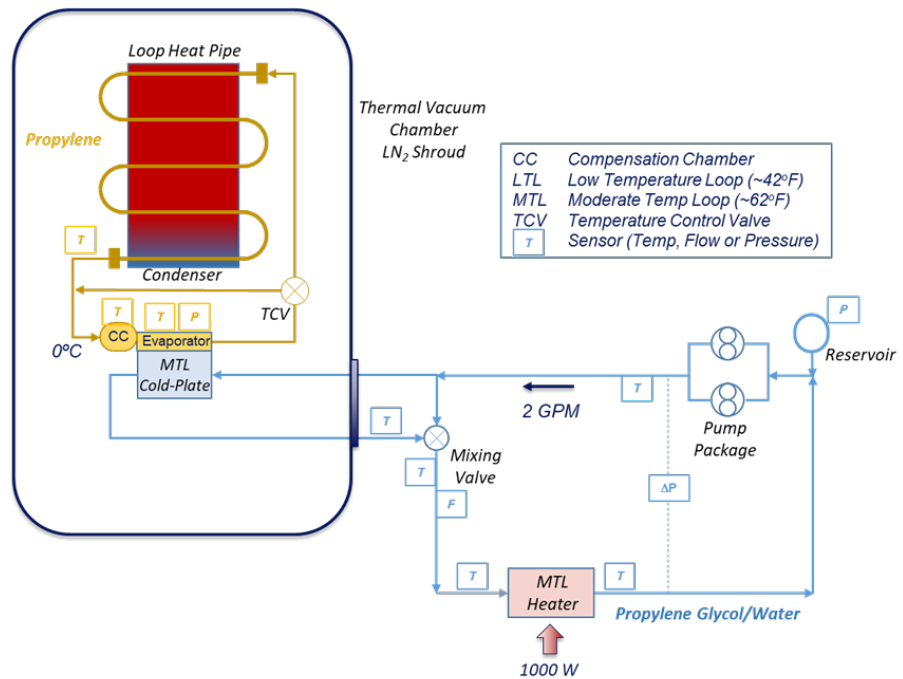 Loop Heat Pipe
Propylene
Thermal Vacuum
Chamber
LN2 Shroud
CC Compensation Chamber
LTL Low Temperature Loop (~42°F)
MTL Moderate Temp Loop (~62°F)
TCV Temperature Control Valve
T Sensor (Temp, Flow or Pressure)
T
Condenser
TCV
T
T
P
0°C
CC
Evaporator
MTL
Cold-Plate
P
Reservoir
T
2 GPM
Pump
Package
T
Mixing
Valve
T
F
ΔP
T
MTL
Heater
T
Propylene Glycol/Water
1000 W